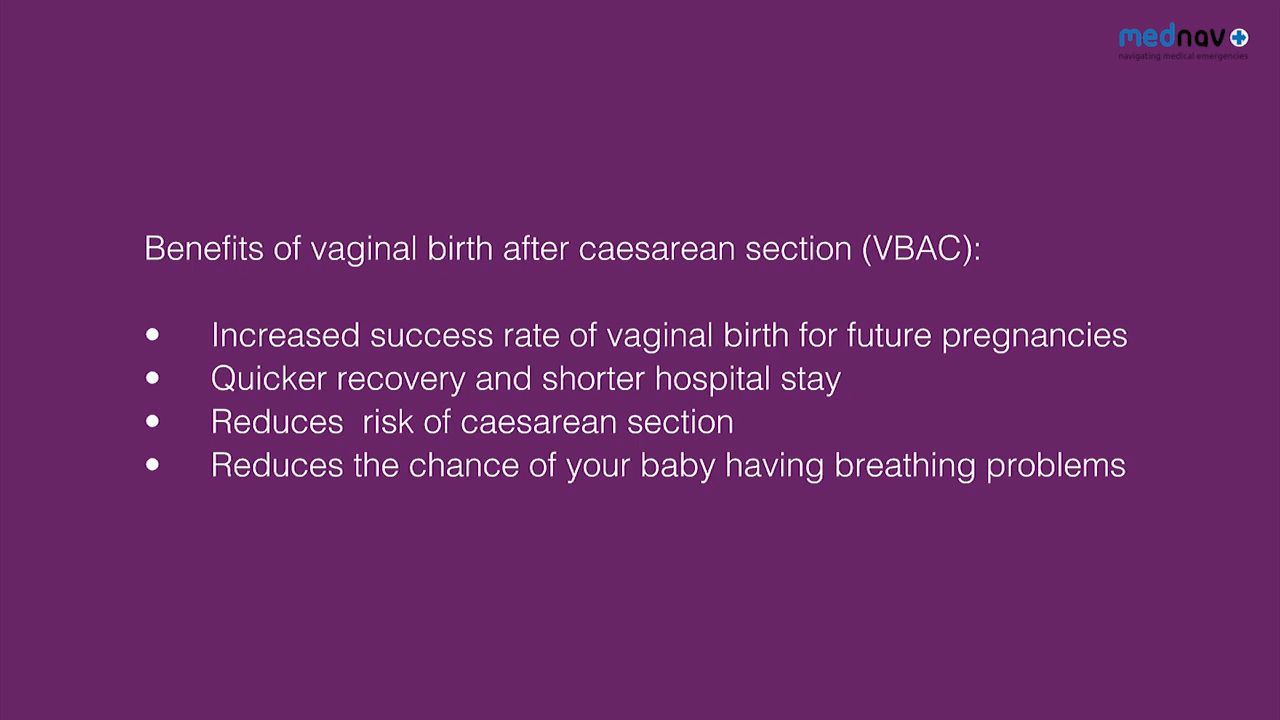 mednav
navigating medical emergencies
Benefits of vaginal birth after caesarean section (VBAC):
• Increased success rate of vaginal birth for future pregnancies
• Quicker recovery and shorter hospital stay
• Reduces  risk of caesarean section
• Reduces the chance of your baby having breathing problems